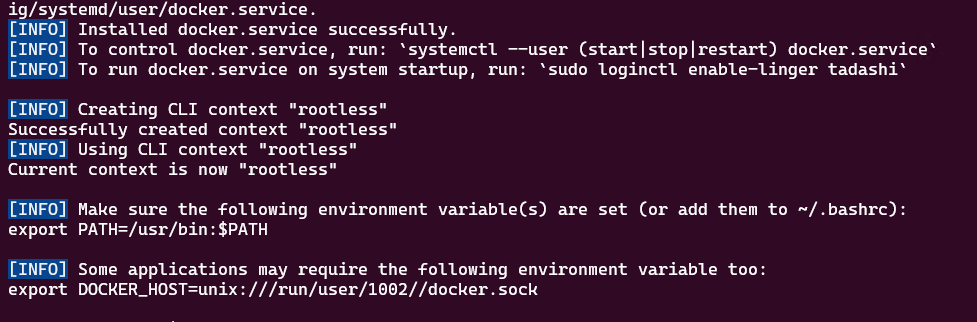 ig/systemd/user/docker.service.
[INFO] Installed docker.service successfully.
[INFO] To control docker.service, run: `systemctl --user (start|stop|restart) docker.service`
[INFO] To run docker.service on system startup, run: `sudo loginctl enable-linger tadashi`
[INFO] Creating CLI context "rootless"
Successfully created context "rootless"
[INFO] Using CLI context "rootless"
Current context is now "rootless"
[INFO] Make sure the following environment variable(s) are set (or add them to ~/.bashrc):
export PATH=/usr/bin:$PATH
[INFO] Some applications may require the following environment variable too:
export DOCKER_HOST=unix:///run/user/1002//docker.sock